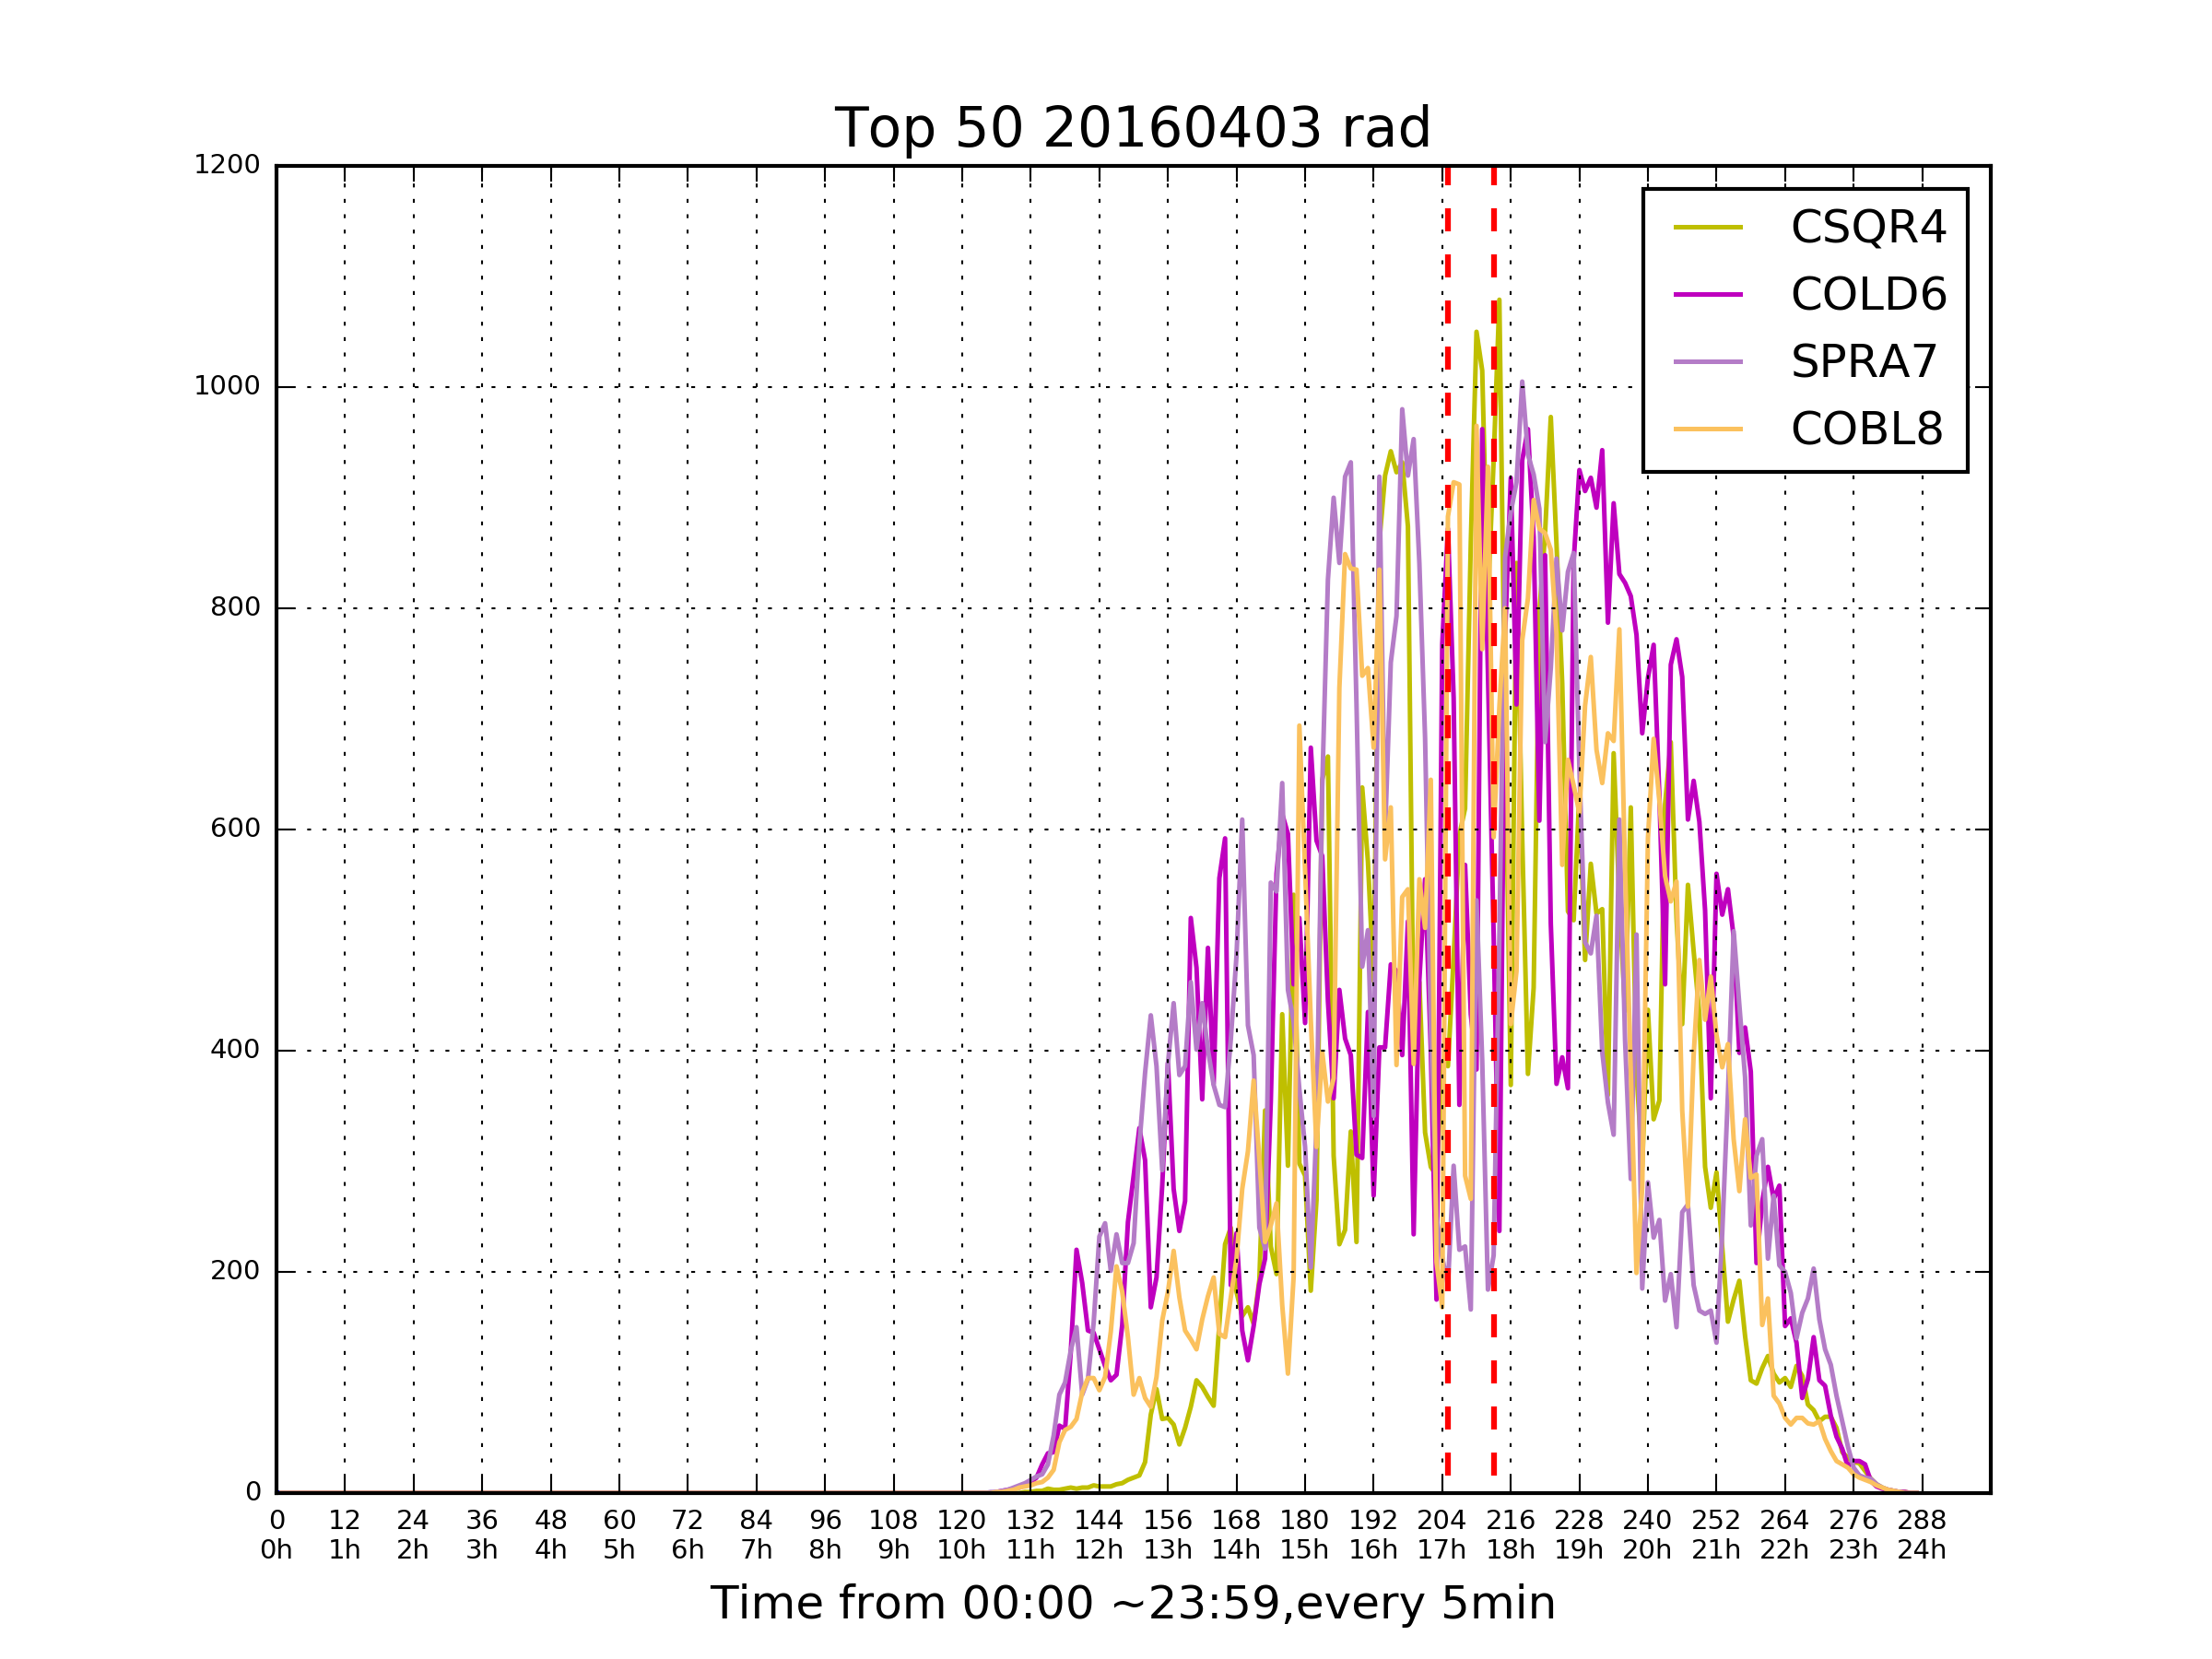 Top 50 20160403 rad
1200
1000
800
600
400
200
0
CSQR4
COLD6
SPRA7
COBL8
0 12 24 36 48 60 72 84 96 108 120 132 144 156 168 180 192 204 216 228 240 252 264 276 288
0h 1h 2h 3h 4h 5h 6h 7h 8h 9h 10h 11h 12h 13h 14h 15h 16h 17h 18h 19h 20h 21h 22h 23h 24h
Time from 00:00 ~23:59,every 5min